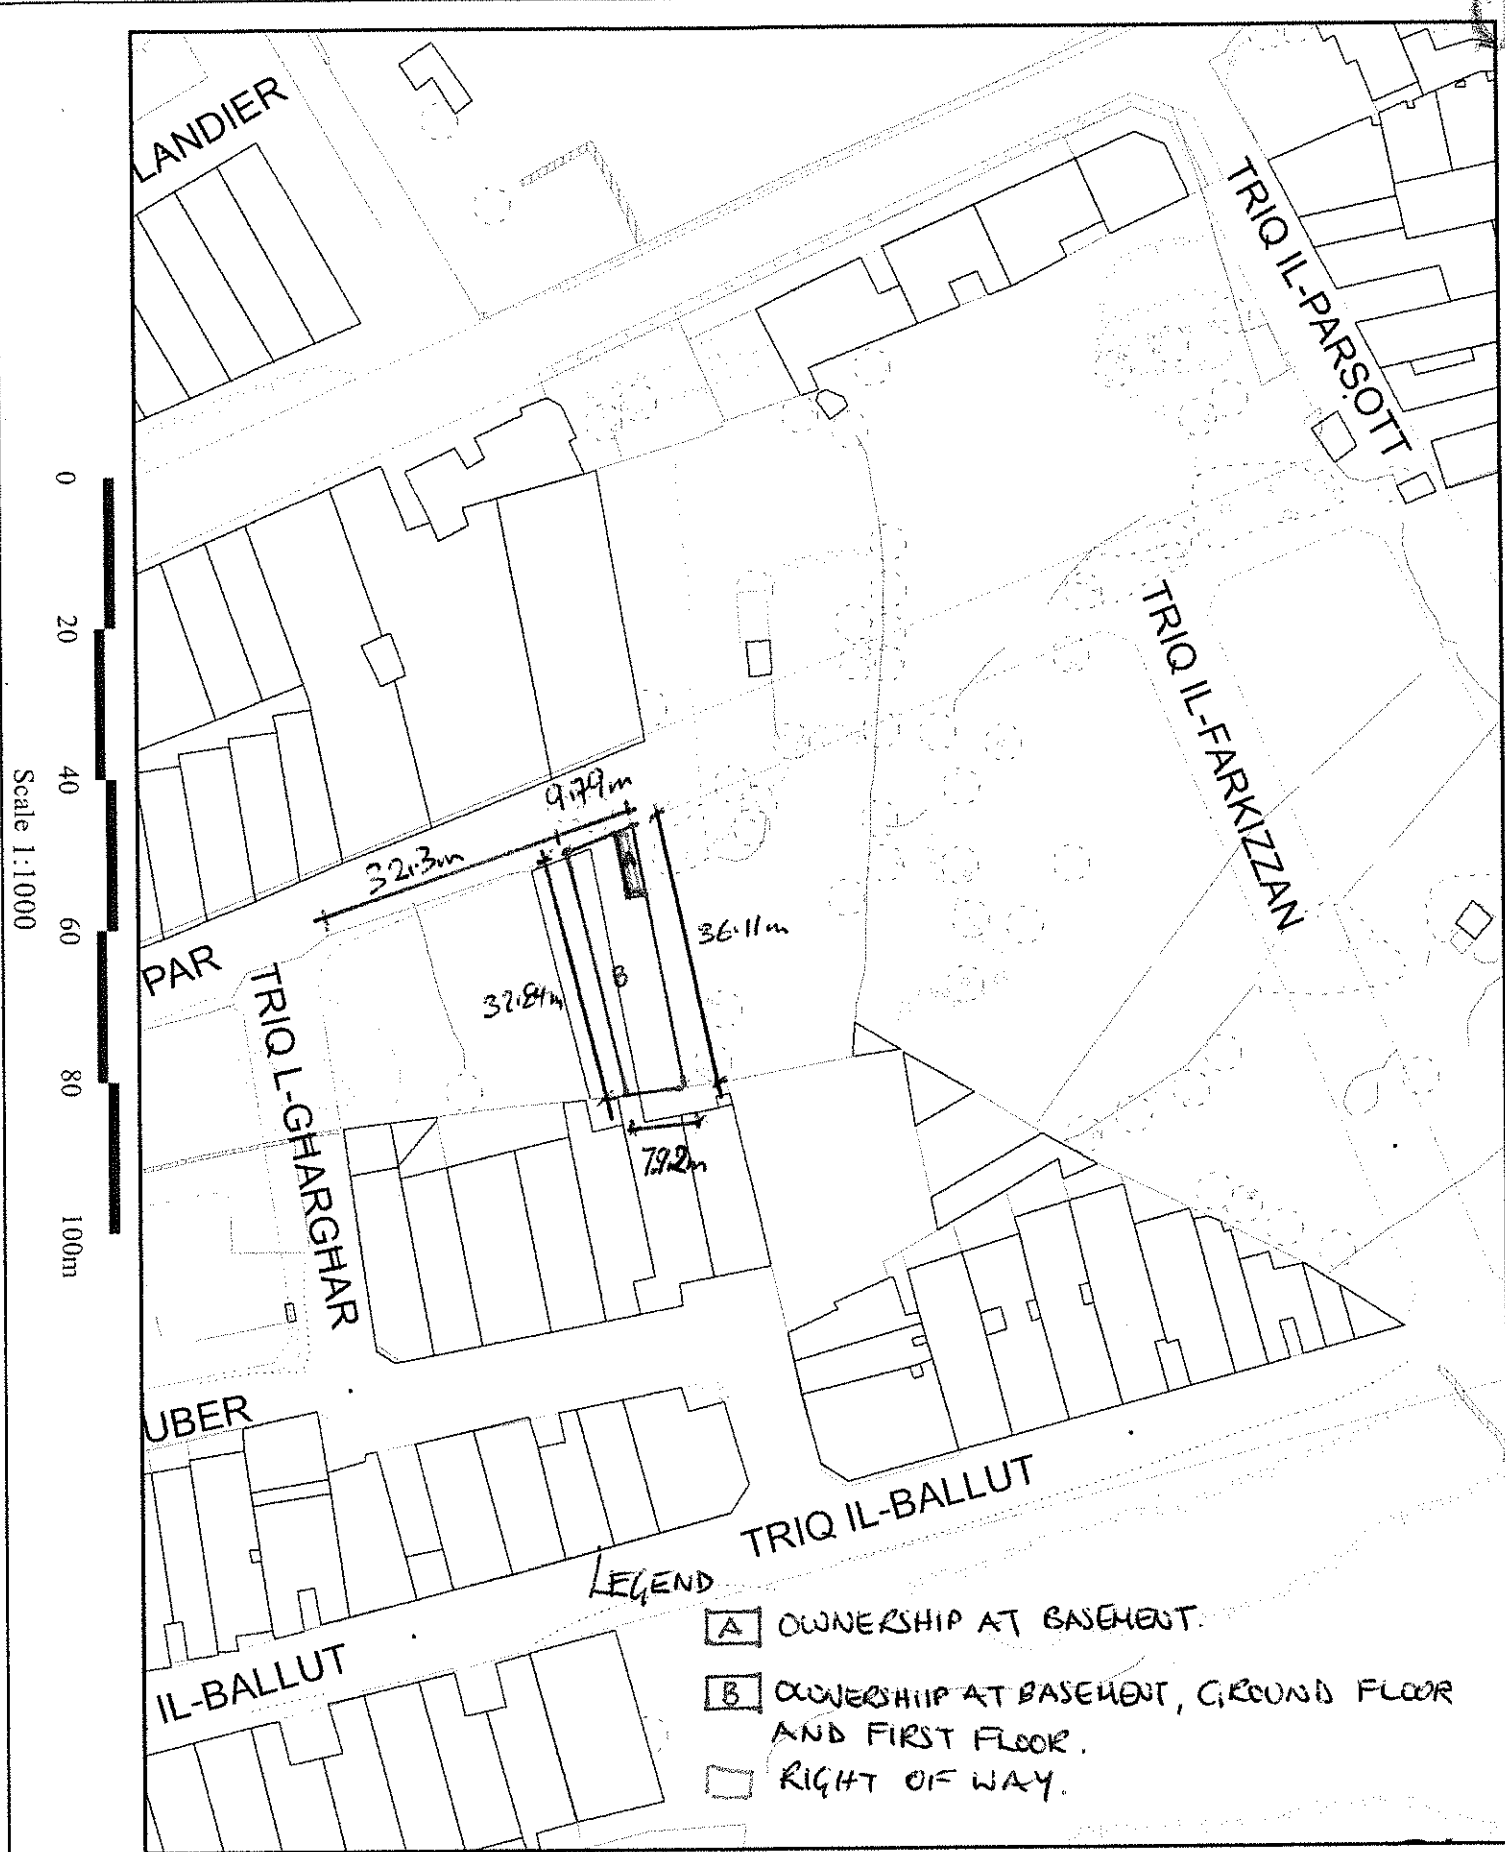 LANDIER
TRIQ IL-PARSOTT
TRIQ IL-FARKIZZAN
0
20
40
60
80
100m
Scale 1:1000
9.79m
32.3m
A
36.11m
32.84m
B
7.92m
PAR
TRIQ L-GHARGHAR
UBER
TRIQ IL-BALLUT
IL-BALLUT
LEGEND
A OWNERSHIP AT BASEMENT.
B OWNERSHIP AT BASEMENT, GROUND FLOOR
AND FIRST FLOOR.
RIGHT OF WAY.